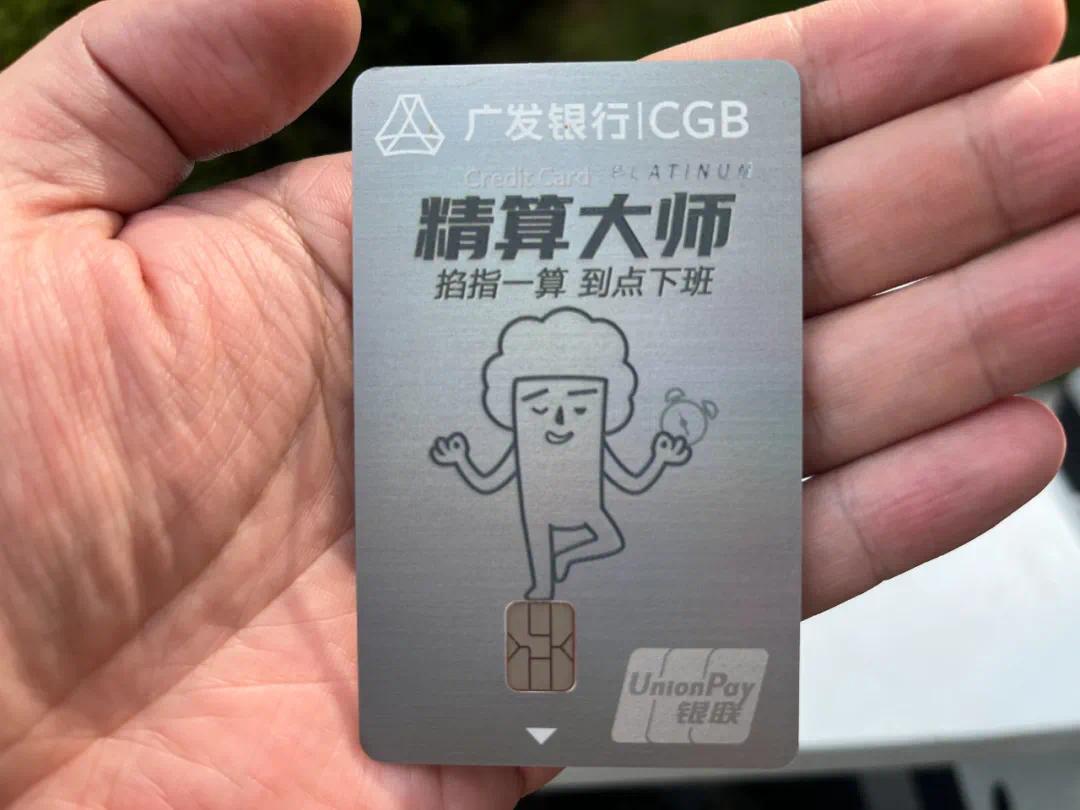 广发银行|CGB
Credit Card PLATINUM
精算大师
掐指一算 到点下班
UnionPay
银联